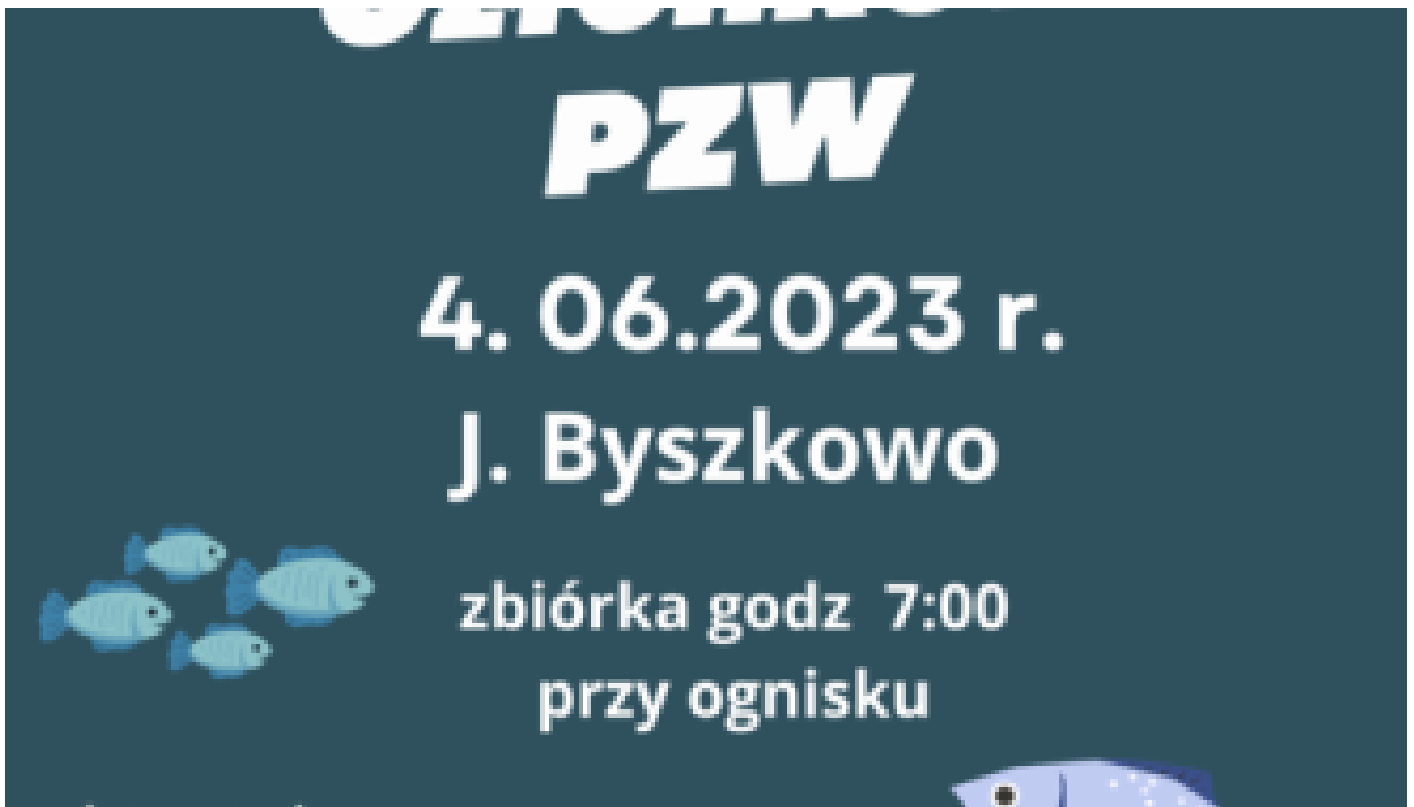 PZW
4. 06.2023 r.
J. Byszkowo
zbiórka godz 7:00
przy ognisku